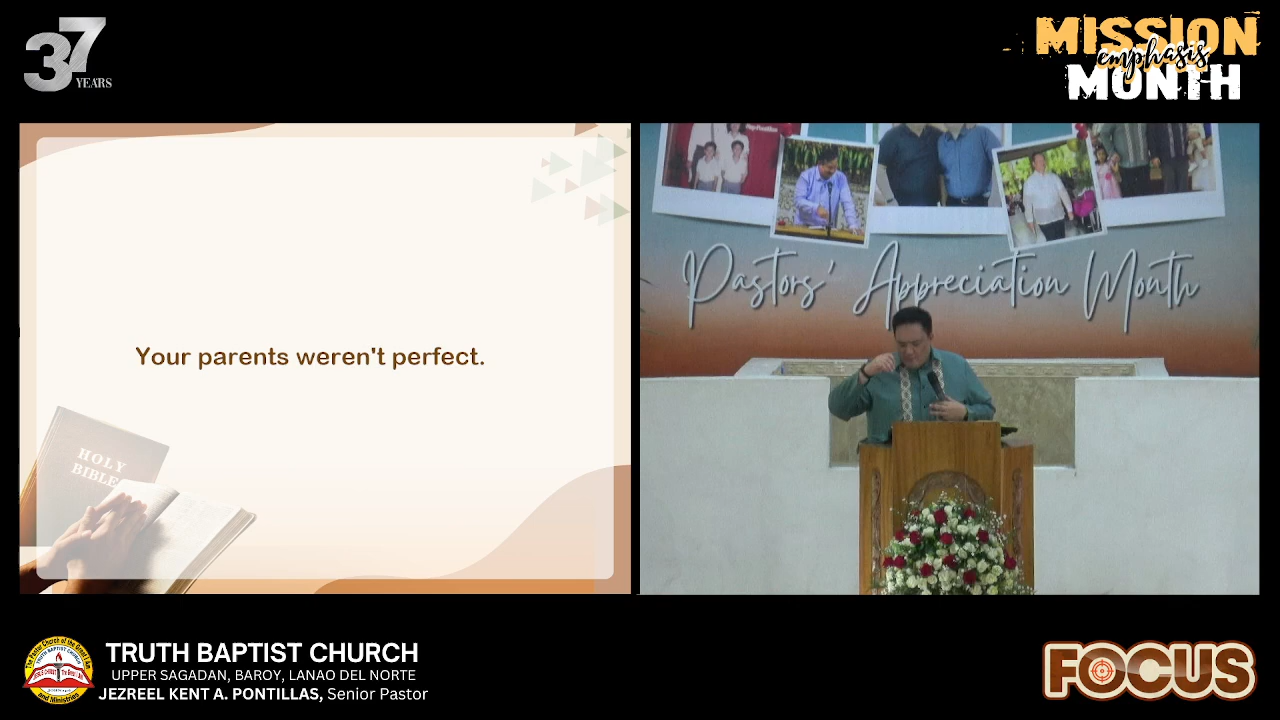 37
YEARS
MISSION
emphasis
MONTH
Your parents weren't perfect.
HOLY
BIBLE
Pastors' Appreciation Month
TRUTH BAPTIST CHURCH
UPPER SAGADAN, BAROY, LANAO DEL NORTE
JEZREEL KENT A. PONTILLAS, Senior Pastor
FOCUS